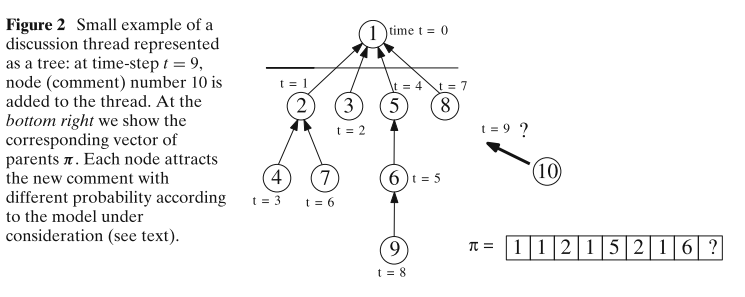 Figure 2 Small example of a
discussion thread represented
as a tree: at time-step t = 9,
node (comment) number 10 is
added to the thread. At the
bottom right we show the
corresponding vector of
parents π. Each node attracts
the new comment with
different probability according
to the model under
consideration (see text).
1 time t = 0
t = 1 t = 4 t = 7
2 3 5 8
t = 2
t = 9 ?
10
4 7 6 t = 5
t = 3 t = 6
9
t = 8
π = 1 1 2 1 5 2 1 6 ?